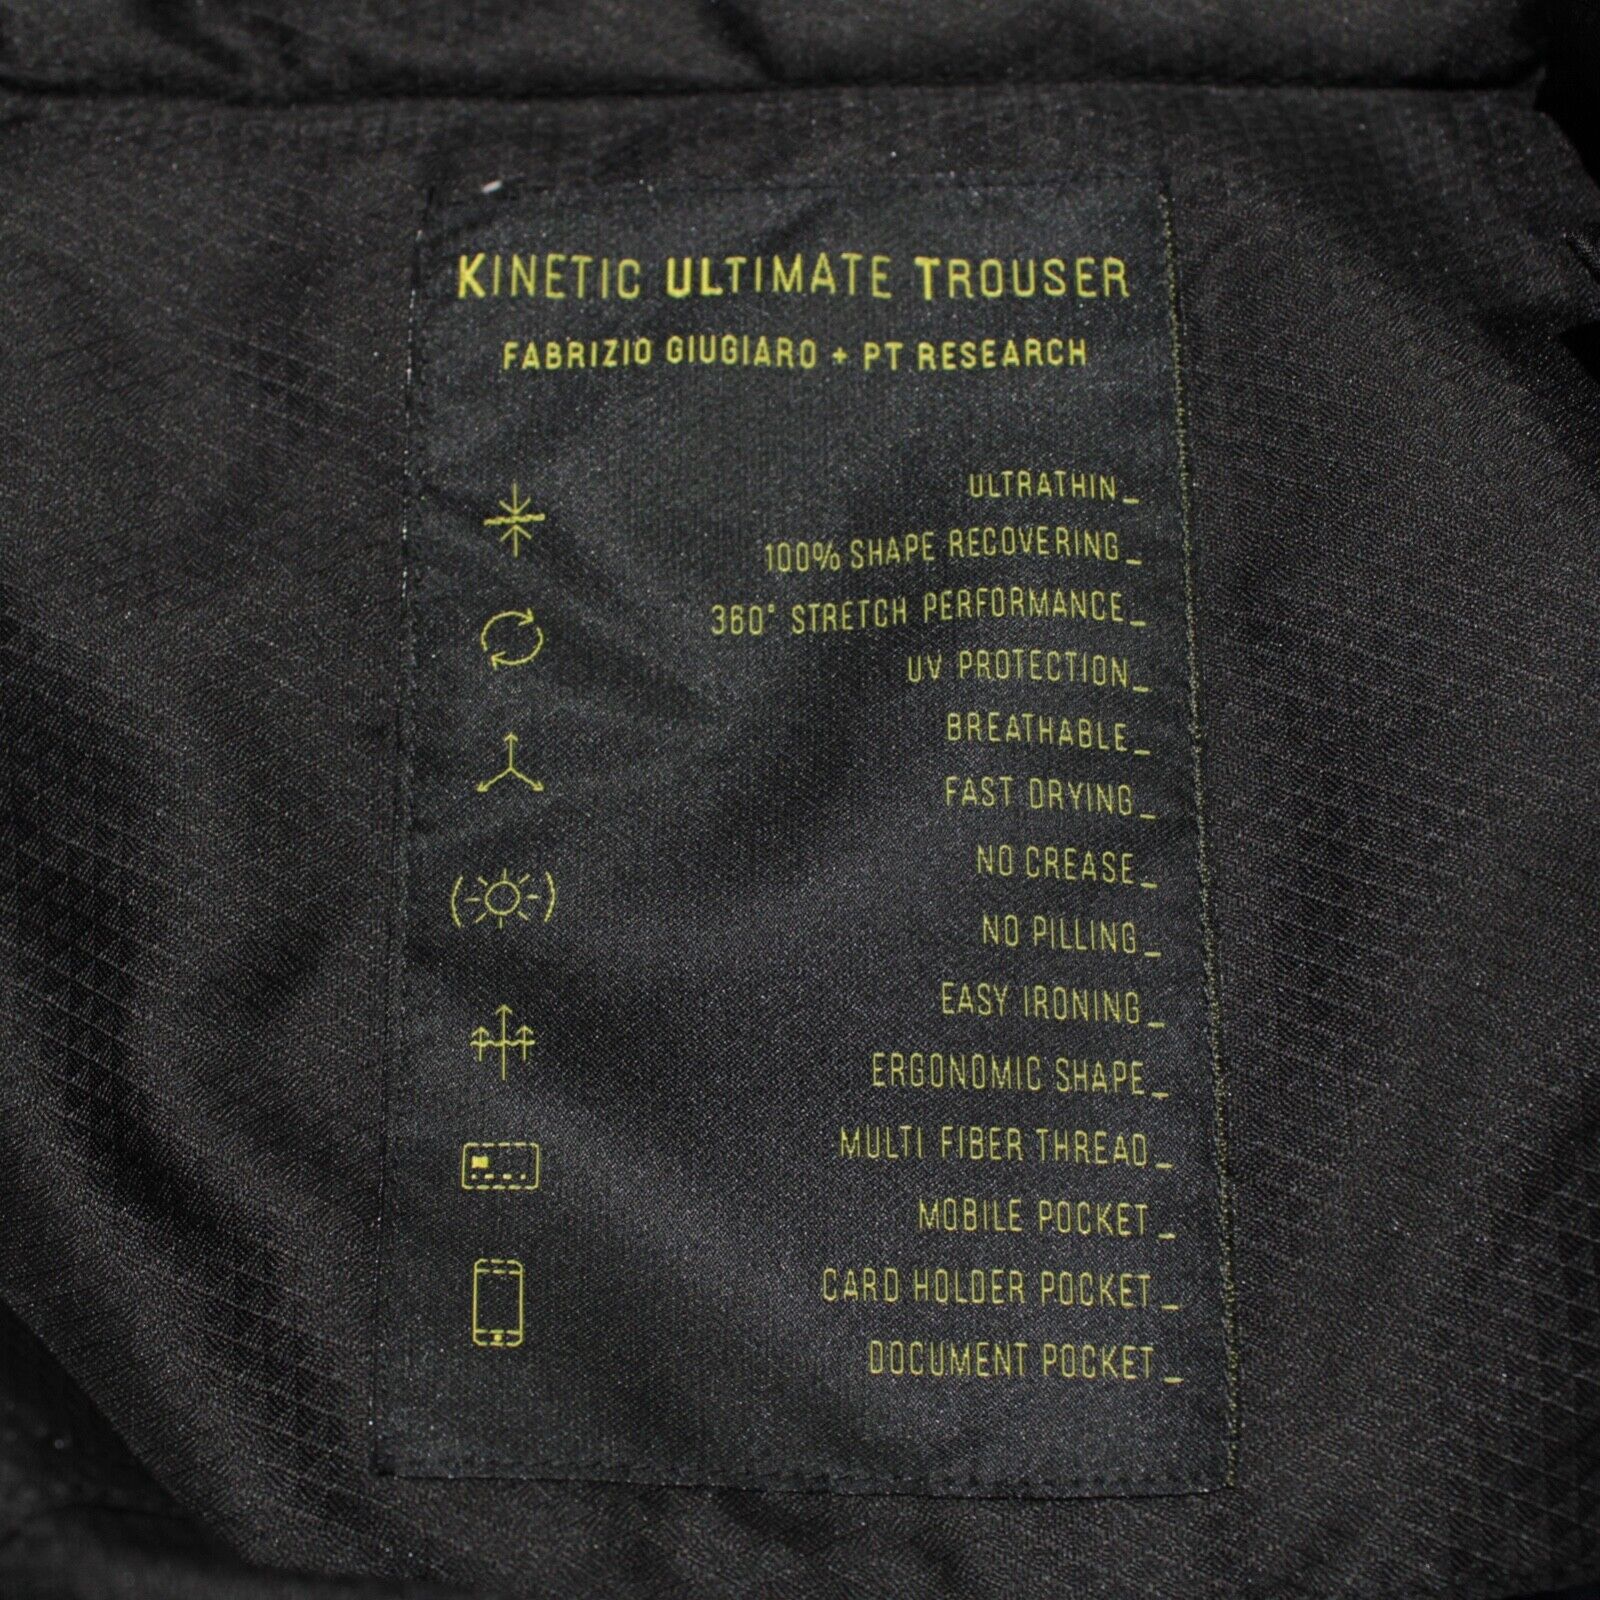 KINETIC ULTIMATE TROUSER
FABRIZIO GIUGIARO + PT RESEARCH
ULTRATHIN_
100% SHAPE RECOVERING_
360° STRETCH PERFORMANCE_
UV PROTECTION_
BREATHABLE_
FAST DRYING_
NO CREASE_
NO PILLING_
EASY IRONING_
ERGONOMIC SHAPE_
MULTI FIBER THREAD_
MOBILE POCKET_
CARD HOLDER POCKET_
DOCUMENT POCKET_